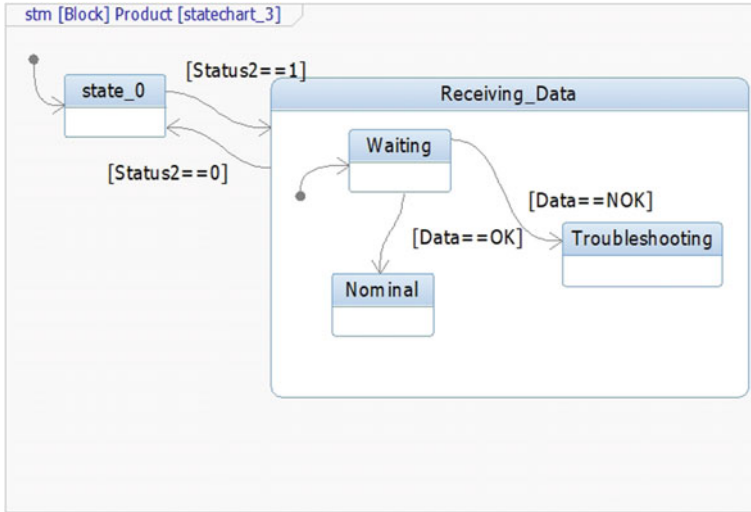 stm [Block] Product [statechart_3]
[Status2==1]
state_0
Receiving_Data
Waiting
[Status2==0]
[Data==NOK]
[Data==OK]
Troubleshooting
Nominal